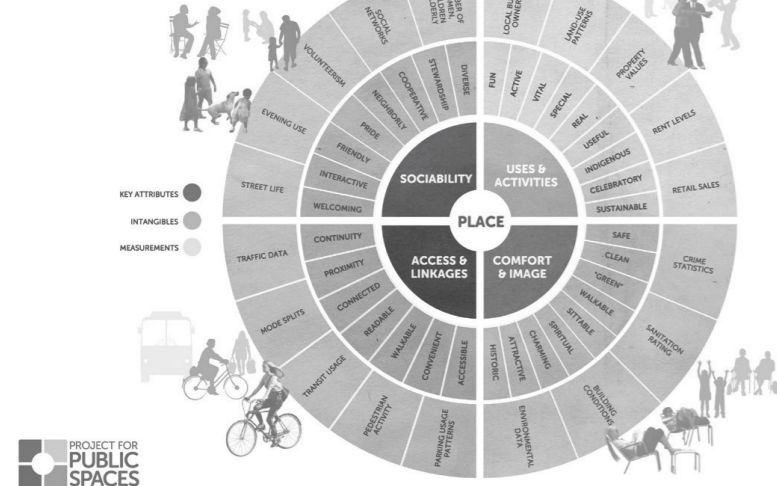 SOCIAL
NETWORKS
DREN
ELDERLY
LOCAL
OWNER
LAND-USE
PATTERNS
VOLUNTEERISM
PROPERTY
VALUES
EVENING USE
RENT LEVELS
STREET LIFE
RETAIL SALES
COOPERATIVE
STEWARDSHIP
DIVERSE
FUN
ACTIVE
VITAL
SPECIAL
NEIGHBORLY
REAL
PRIDE
USEFUL
FRIENDLY
INDIGENOUS
INTERACTIVE
CELEBRATORY
WELCOMING
SUSTAINABLE
SOCIABILITY
USES &
ACTIVITIES
KEY ATTRIBUTES
INTANGIBLES
MEASUREMENTS
PLACE
ACCESS &
LINKAGES
COMFORT
& IMAGE
CONTINUITY
SAFE
PROXIMITY
CLEAN
CONNECTED
"GREEN"
READABLE
WALKABLE
WALKABLE
SITTABLE
CONVENIENT
SPIRITUAL
ACCESSIBLE
CHARMING
HISTORIC
ATTRACTIVE
TRAFFIC DATA
CRIME
STATISTICS
MODE SPLITS
SANITATION
RATING
TRANSIT USAGE
BUILDING
CONDITIONS
PEDESTRIAN
ACTIVITY
PARKING USAGE
PATTERNS
ENVIRONMENTAL
DATA
PROJECT FOR
PUBLIC
SPACES